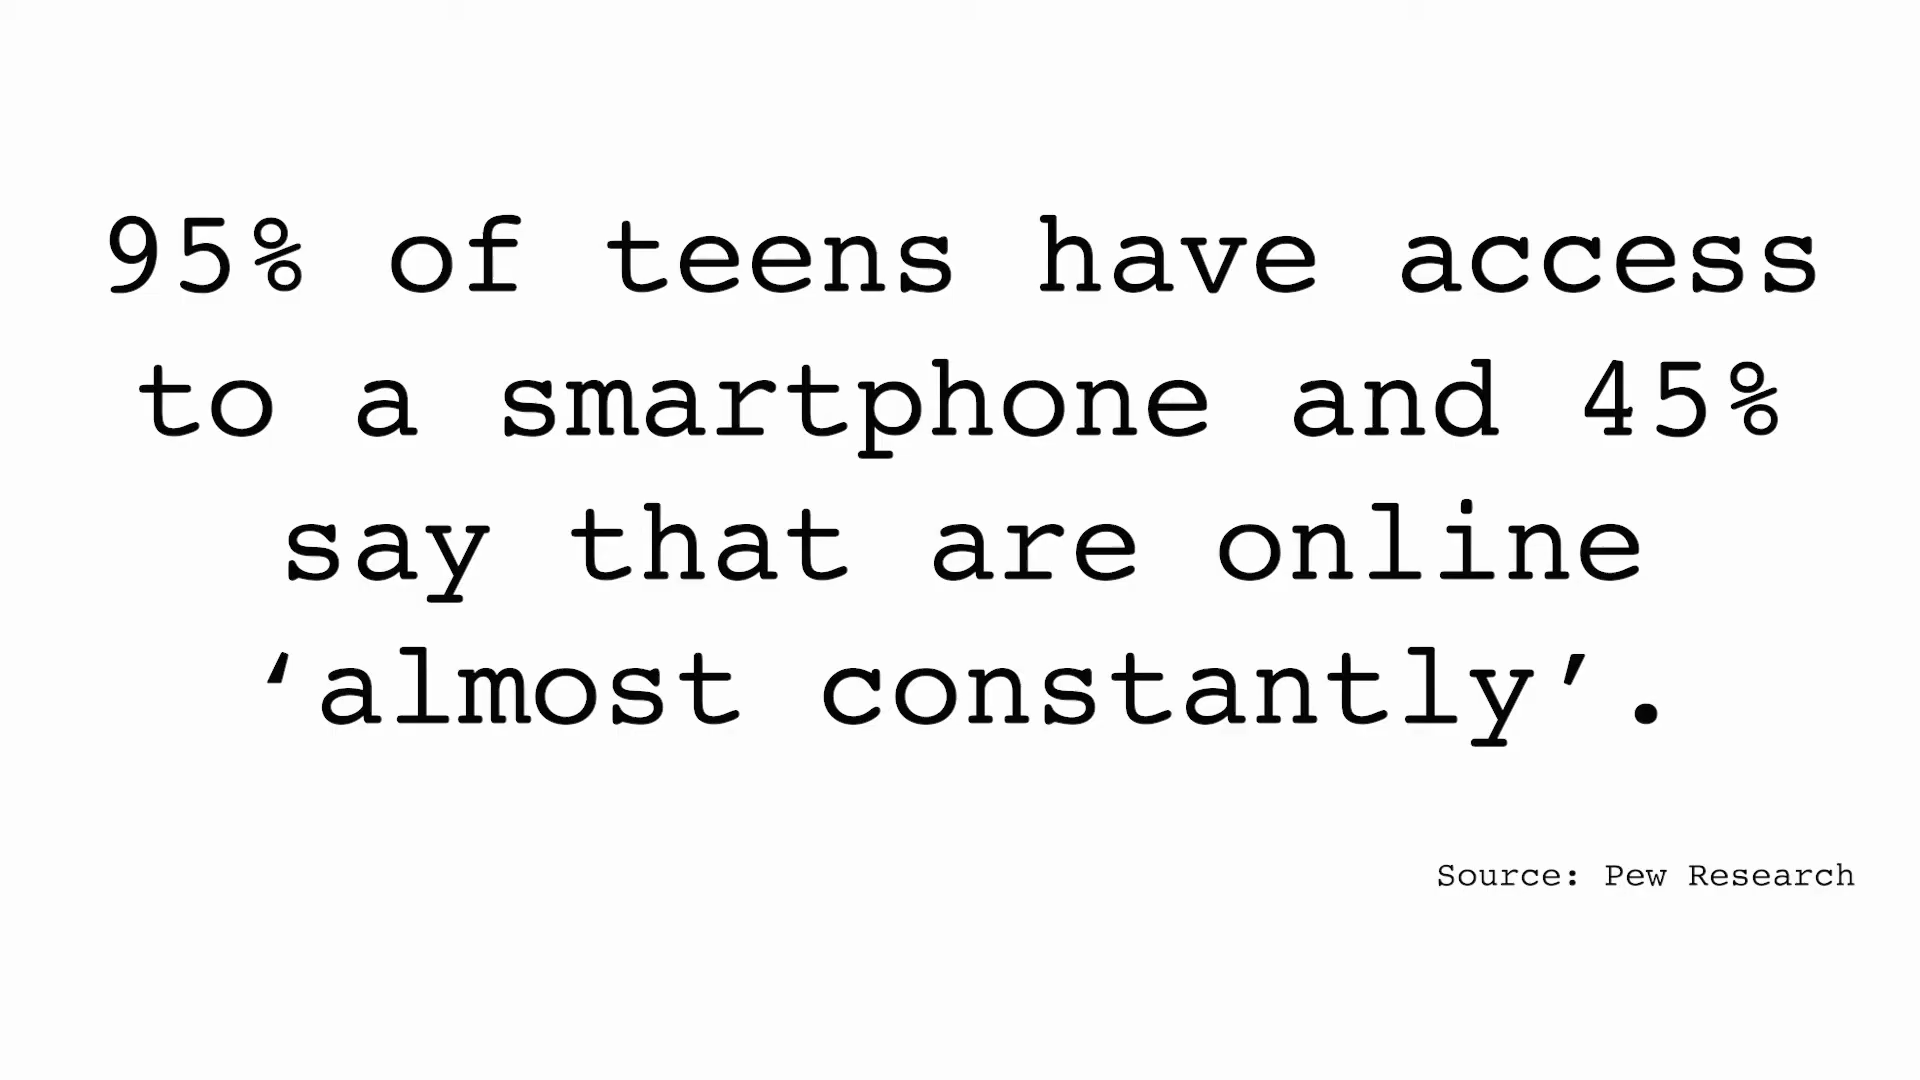 95% of teens have access
to a smartphone and 45%
say that are online
‘almost constantly’.
Source: Pew Research